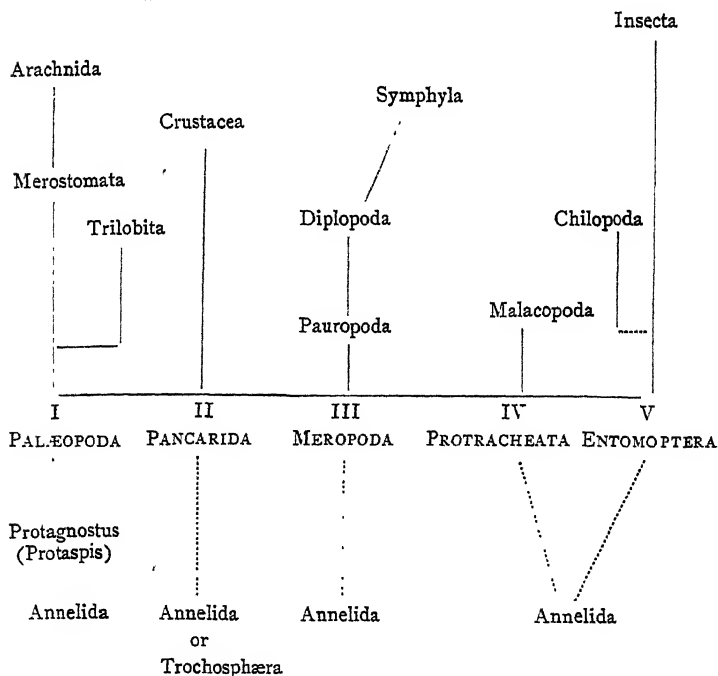 Insecta
Arachnida
Symphyla
Crustacea
Merostomata
Trilobita
Diplopoda
Chilopoda
Malacopoda
Pauropoda
I II III IV V
PALÆOPODA PANCARIDA MEROPODA PROTRACHEATA ENTOMOPTERA
Protagnostus
(Protaspis)
Annelida Annelida Annelida Annelida
or
Trochosphæra